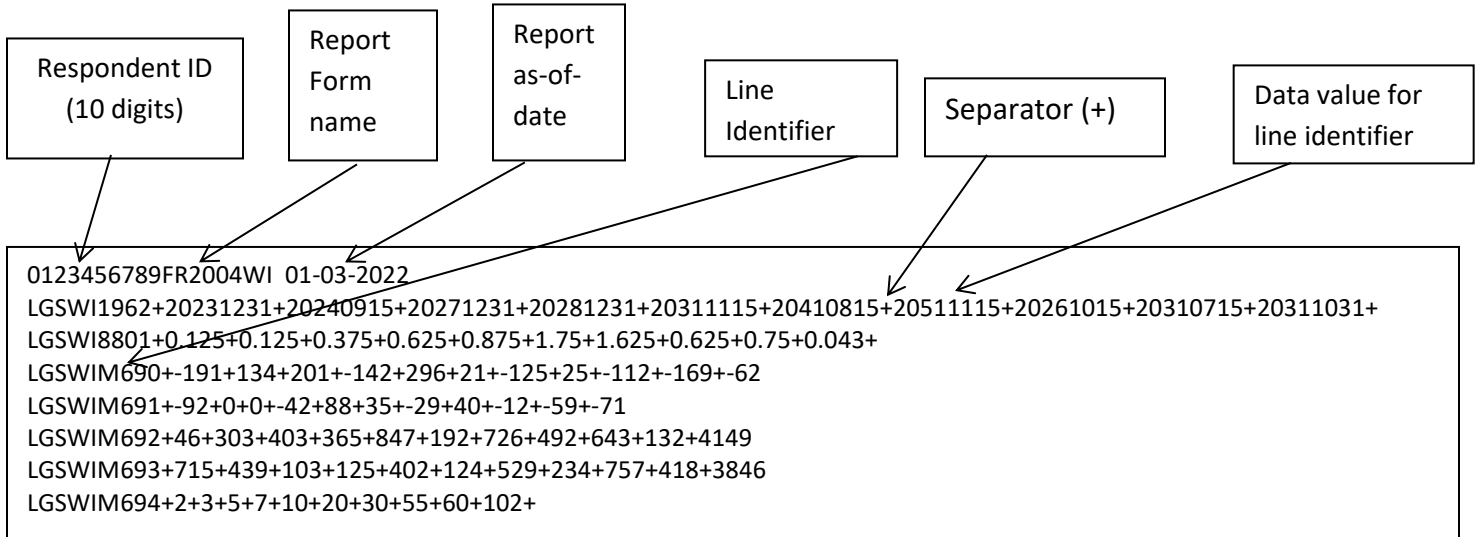 Respondent ID
(10 digits)
Report
Form
name
Report
as-of-
date
Line
Identifier
Separator (+)
Data value for
line identifier
0123456789FR2004WI  01-03-2022
LGSWI1962+20231231+20240915+20271231+20281231+20311115+20410815+20511115+20261015+20310715+20311031+
LGSWI8801+0.125+0.125+0.375+0.625+0.875+1.75+1.625+0.625+0.75+0.043+
LGSWIM690+-191+134+201+-142+296+21+-125+25+-112+-169+-62
LGSWIM691+-92+0+0+-42+88+35+-29+40+-12+-59+-71
LGSWIM692+46+303+403+365+847+192+726+492+643+132+4149
LGSWIM693+715+439+103+125+402+124+529+234+757+418+3846
LGSWIM694+2+3+5+7+10+20+30+55+60+102+